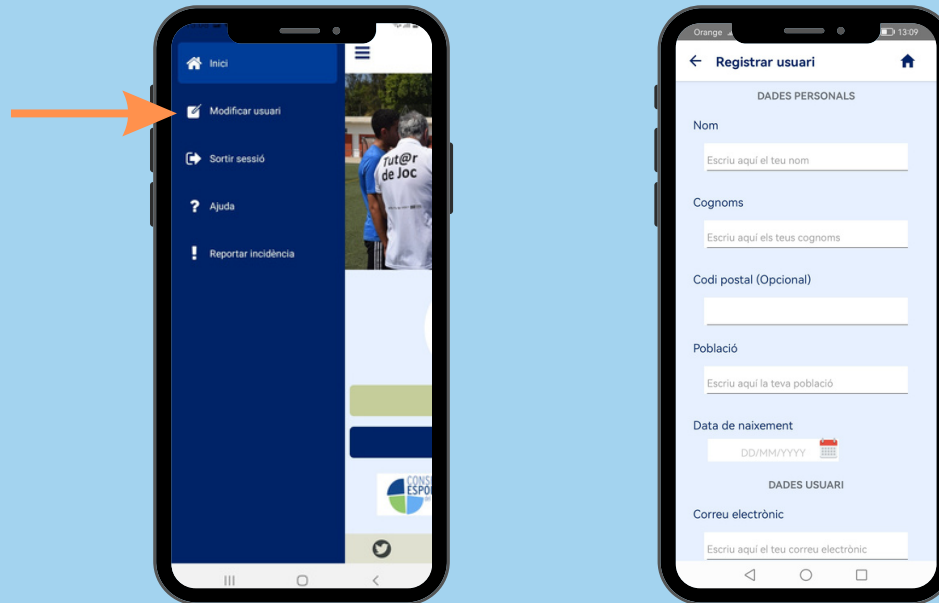 Inici
Modificar usuari
Sortir sessió
Ajuda
Reportar incidència
Tut@r
de Joc
CONS
ESPO
Orange
13:09
Registrar usuari
DADES PERSONALS
Nom
Escriu aquí el teu nom
Cognoms
Escriu aquí els teus cognoms
Codi postal (Opcional)
Població
Escriu aquí la teva població
Data de naixement
DD/MM/YYYY
DADES USUARI
Correu electrònic
Escriu aquí el teu correu electrònic